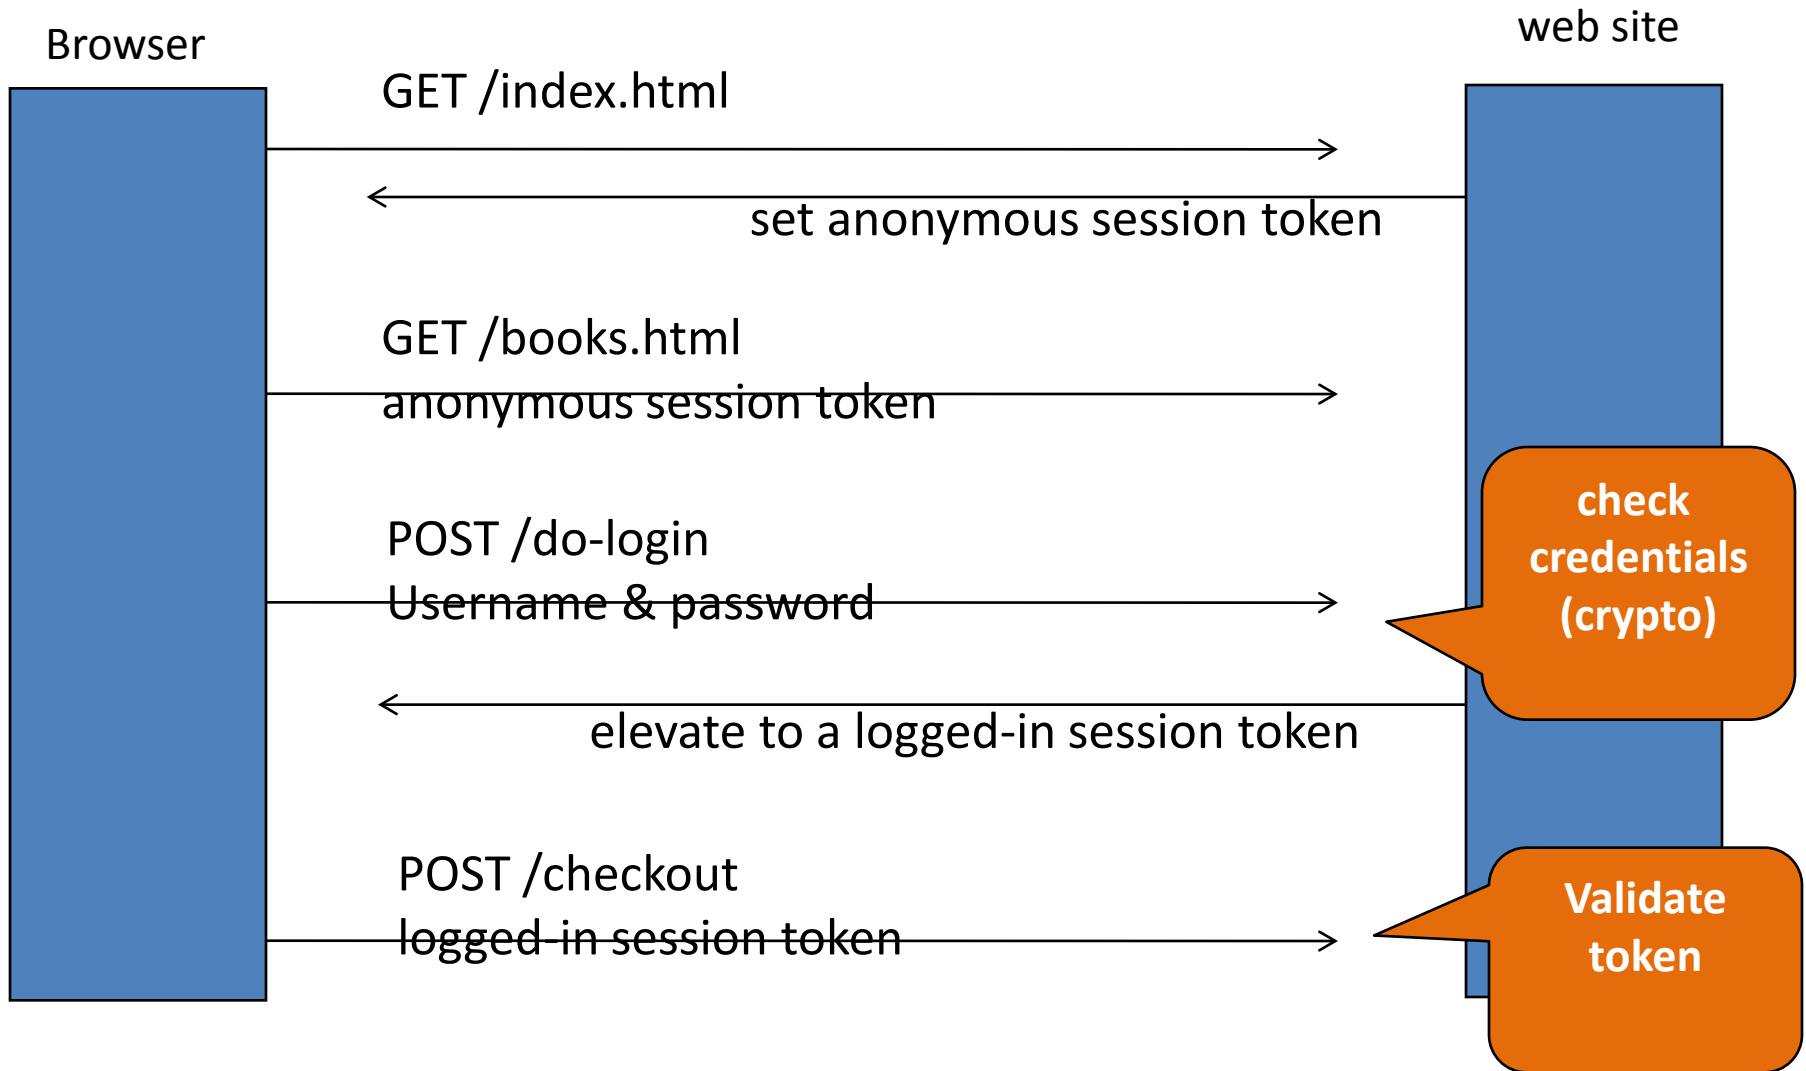 Browser
web site
GET /index.html
set anonymous session token
GET /books.html
anonymous session token
POST /do-login
Username & password
check
credentials
(crypto)
elevate to a logged-in session token
POST /checkout
logged-in session token
Validate
token